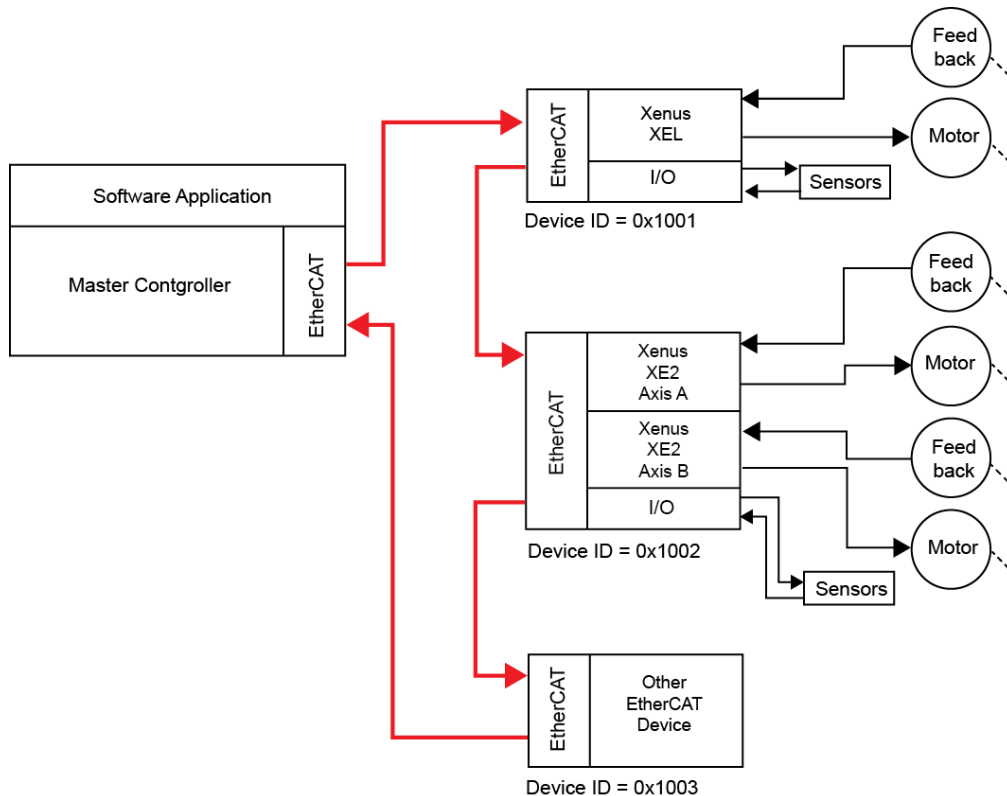 Software Application
Master Contgroller
EtherCAT
EtherCAT
Xenus
XEL
I/O
Device ID = 0x1001
Feed
back
Motor
Sensors
EtherCAT
Xenus
XE2
Axis A
Xenus
XE2
Axis B
I/O
Device ID = 0x1002
Feed
back
Motor
Feed
back
Motor
Sensors
EtherCAT
Other
EtherCAT
Device
Device ID = 0x1003